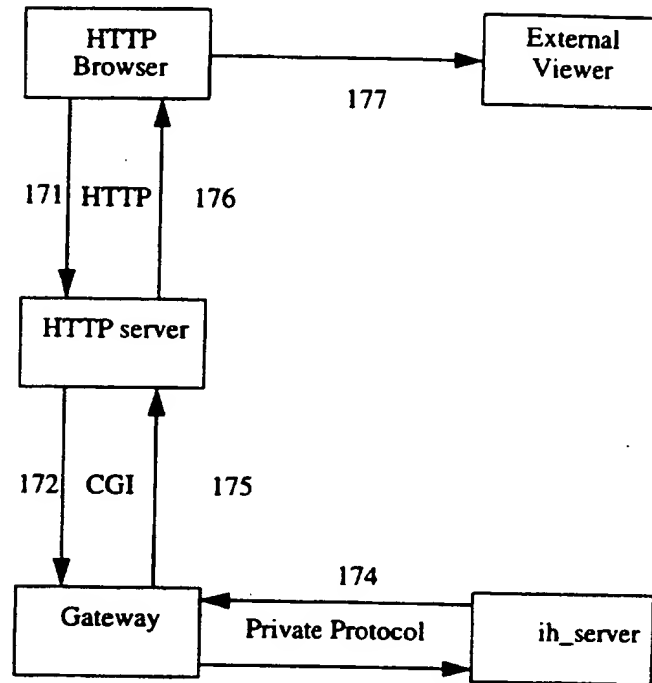 HTTP
Browser
External
Viewer
177
171
HTTP
176
HTTP server
172
CGI
175
174
Gateway
Private Protocol
ih_server